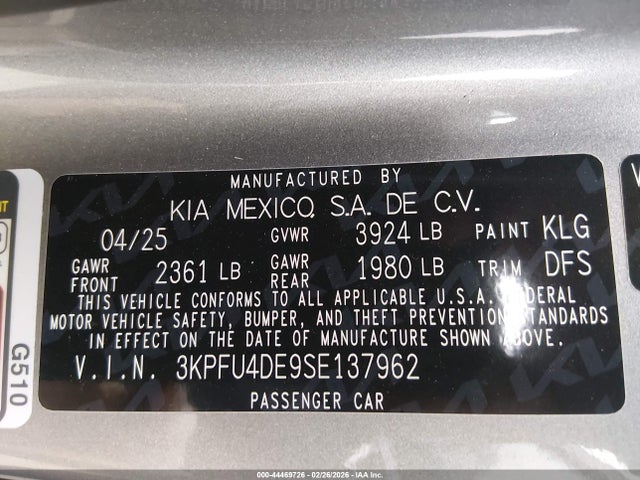 MANUFACTURED BY
KIA MEXICO, S.A. DE C.V.
04/25 GVWR 3924 LB PAINT KLG
GAWR FRONT 2361 LB GAWR REAR 1980 LB TRIM DFS
THIS VEHICLE CONFORMS TO ALL APPLICABLE U.S.A. FEDERAL
MOTOR VEHICLE SAFETY, BUMPER, AND THEFT PREVENTION STANDARDS
IN EFFECT ON THE DATE OF MANUFACTURE SHOWN ABOVE.
V.I.N. 3KPFU4DE9SE137962
PASSENGER CAR
G510
000-44469726 - 02/26/2026 - IAA Inc.